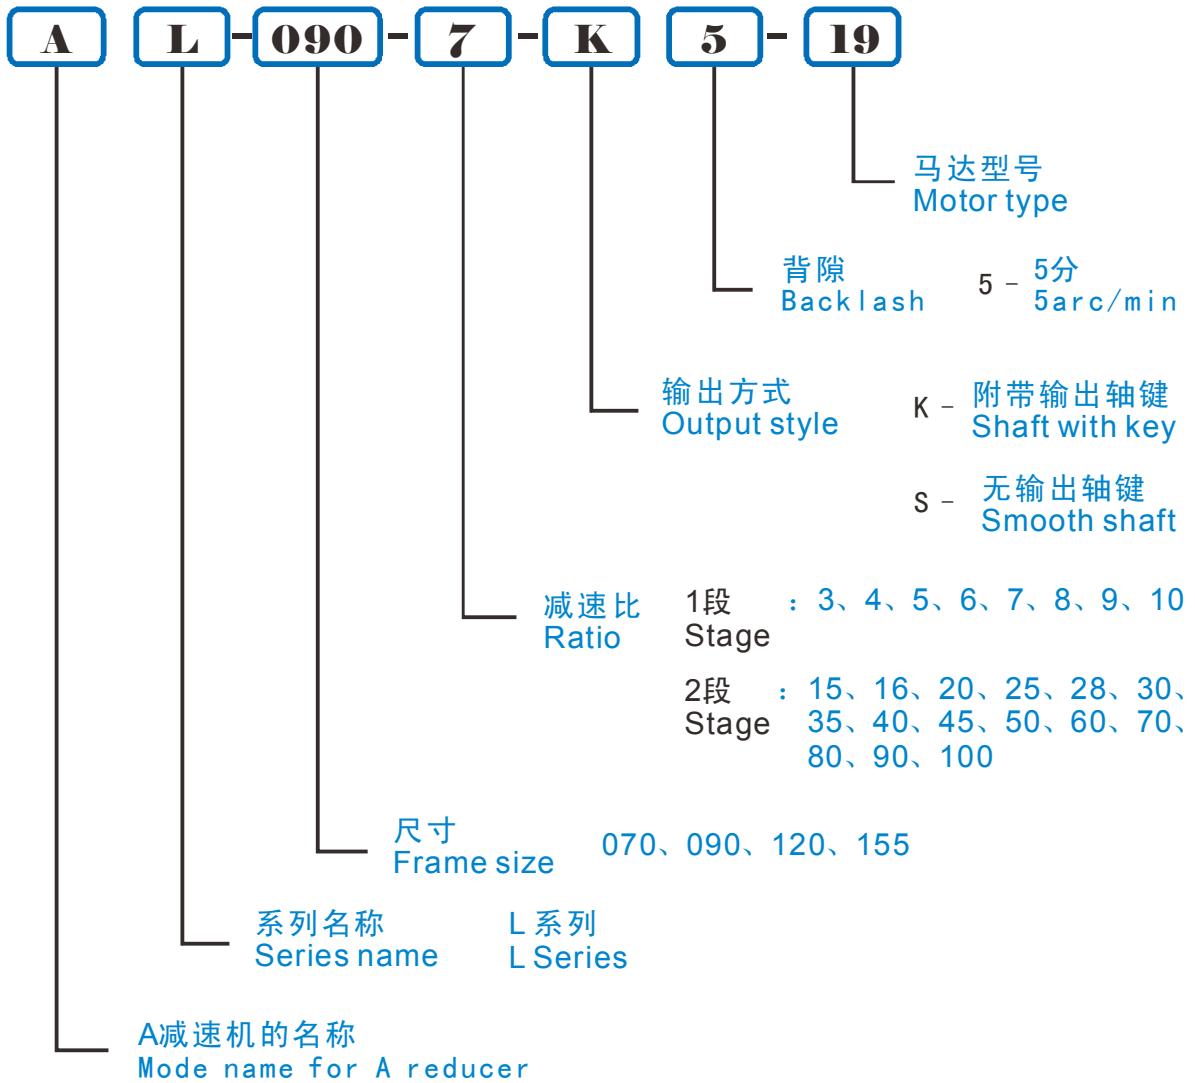 A L-090-7-K 5-19
马达型号
Motor type
背隙
Backlash
5 - 5分
5arc/min
输出方式
Output style
K - 附带输出轴键
Shaft with key
S - 无输出轴键
Smooth shaft
减速比
Ratio
1段
Stage
：3、4、5、6、7、8、9、10
2段
Stage
：15、16、20、25、28、30、
35、40、45、50、60、70、
80、90、100
尺寸
Frame size
070、090、120、155
系列名称
Series name
L 系列
L Series
A减速机的名称
Mode name for A reducer